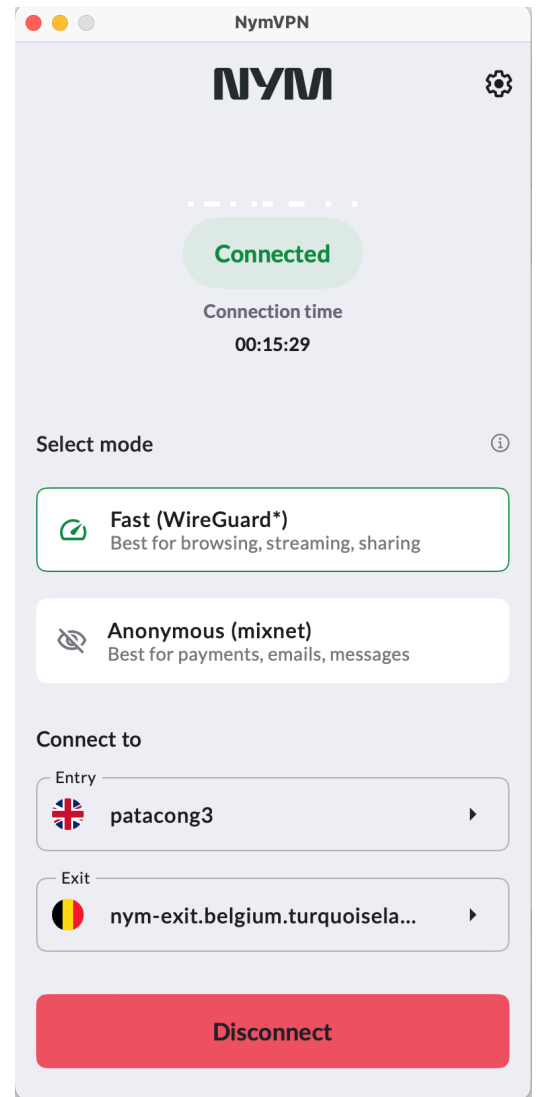 NymVPN
NYM
Connected
Connection time
00:15:29
Select mode
Fast (WireGuard*)
Best for browsing, streaming, sharing
Anonymous (mixnet)
Best for payments, emails, messages
Connect to
Entry
patacong3
Exit
nym-exit.belgium.turquoisela...
Disconnect